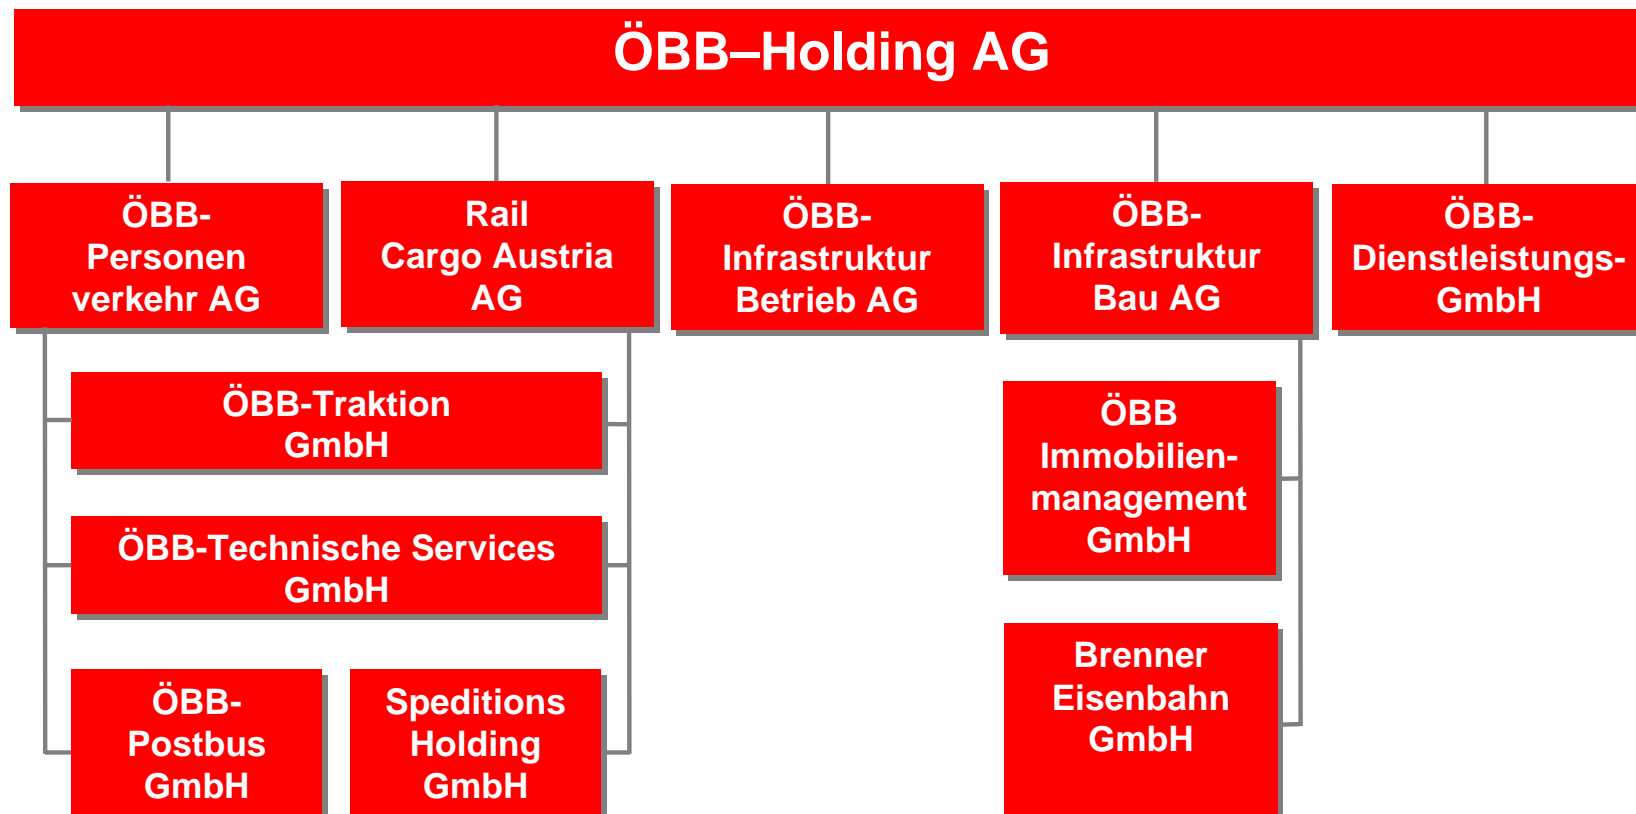 ÖBB–Holding AG
ÖBB-
Personen
verkehr AG
Rail
Cargo Austria
AG
ÖBB-
Infrastruktur
Betrieb AG
ÖBB-
Infrastruktur
Bau AG
ÖBB-
Dienstleistungs-
GmbH
ÖBB-Traktion
GmbH
ÖBB-Technische Services
GmbH
ÖBB-
Postbus
GmbH
Speditions
Holding
GmbH
ÖBB
Immobilien-
management
GmbH
Brenner
Eisenbahn
GmbH